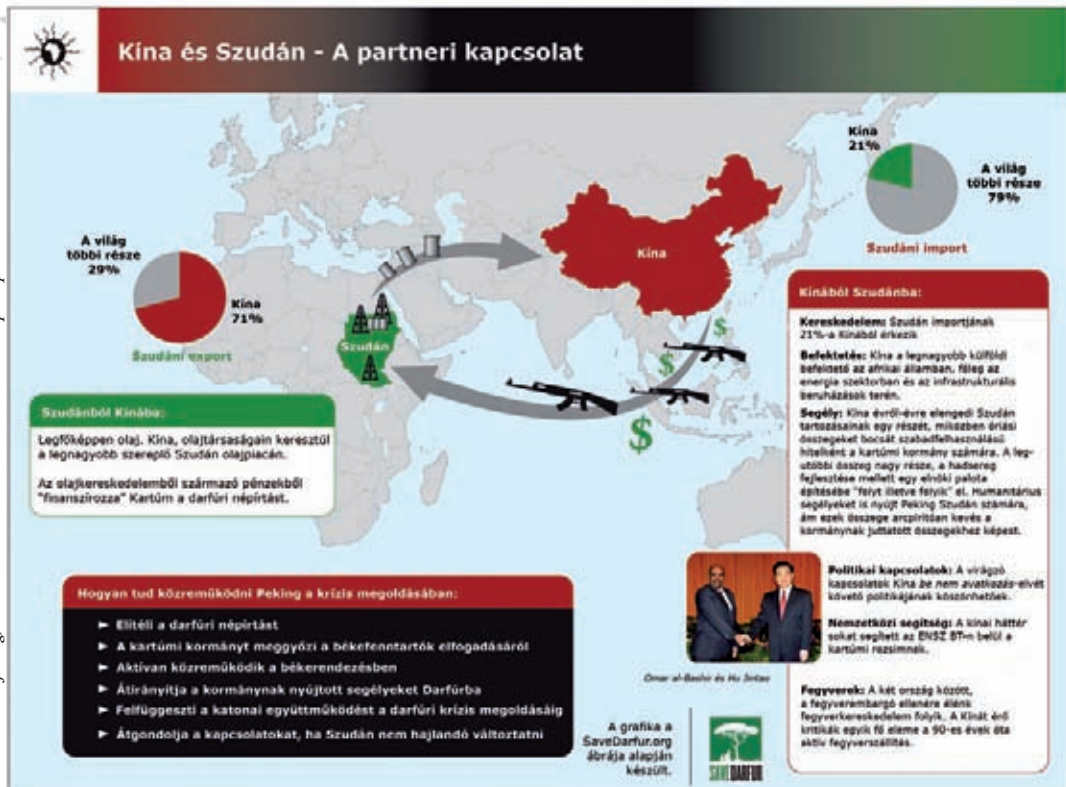 Kína és Szudán - A partneri kapcsolat
Kína
21%
A világ
többi része
79%
Szudáni import
A világ
többi része
29%
Kína
71%
Szudáni export
Kína
Szudán
$
$
$
Szudánból Kínába:
Legfőképpen olaj. Kína, olajtársaságain keresztül
a legnagyobb szereplő Szudán olajpiacán.
Az olajkereskedelemből származó pénzekből
"finanszírozza" Kartúm a darfúri népirtást.
Kínából Szudánba:
Kereskedelem: Szudán importjának
21%-a Kínából érkezik
Befektetés: Kína a legnagyobb külföldi
befektető az afrikai államban, főleg az
energia szektorban és az infrastrukturális
beruházások terén.
Segély: Kína évről-évre elengedi Szudán
tartozásainak egy részét, miközben óriási
összegeket bocsát szabadfelhasználású
hitelként a kartúmi kormány számára. A leg-
utóbbi összeg nagy része, a hadsereg
fejlesztése mellett egy elnöki palota
építésébe "folyt illetve folyik" el. Humanitárius
segélyeket is nyújt Peking Szudán számára,
ám ezek összege arcpirítóan kevés a
kormánynak juttatott összegekhez képest.
Politikai kapcsolatok: A virágzó
kapcsolatok Kína be nem avatkozás-elvét
követő politikájának köszönhetőek.
Nemzetközi segítség: A kínai háttér
sokat segített az ENSZ BT-n belül a
kartúmi rezsimnek.
Fegyverek: A két ország között,
a fegyverembargó ellenére élénk
fegyverkereskedelem folyik. A Kínát érő
kritikák egyik fő eleme a 90-es évek óta
aktív fegyverszállítás.
Omar al-Bashir és Hu Jintao
Hogyan tud közreműködni Peking a krízis megoldásában:
► Elítéli a darfúri népirtást
► A kartúmi kormányt meggyőzi a békefenntartók elfogadásáról
► Aktívan közreműködik a békerendezésben
► Átirányítja a kormánynak nyújtott segélyeket Darfúrba
► Felfüggeszti a katonai együttműködést a darfúri krízis megoldásáig
► Átgondolja a kapcsolatokat, ha Szudán nem hajlandó változtatni
A grafika a
SaveDarfur.org
ábrája alapján
készült.
SAVE DARFUR